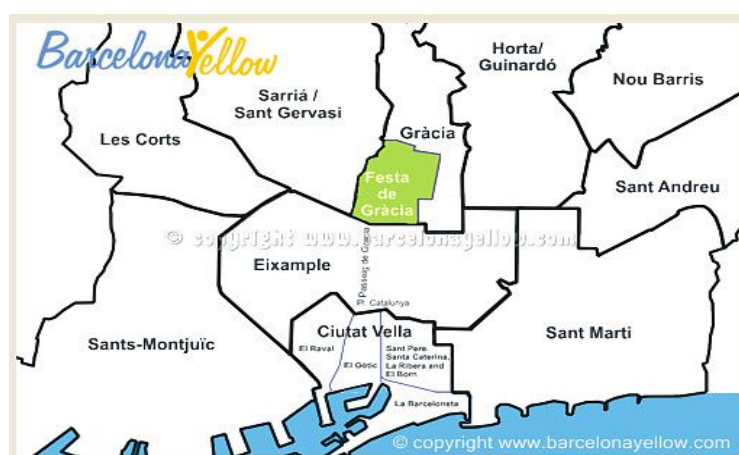 BarcelonaYellow
Horta/
Guinardó
Nou Barris
Sarriá /
Sant Gervasi
Gràcia
Les Corts
Festa
de
Gràcia
Sant Andreu
© copyright www.barcelonayellow.com
Eixample
Passeig de Gràcia
Pl. Catalunya
Ciutat Vella
Sants-Montjuïc
Sant Marti
El Raval
El Gòtic
Sant Pere,
Santa Caterina,
La Ribera and
El Born
La Barceloneta
© copyright www.barcelonayellow.com